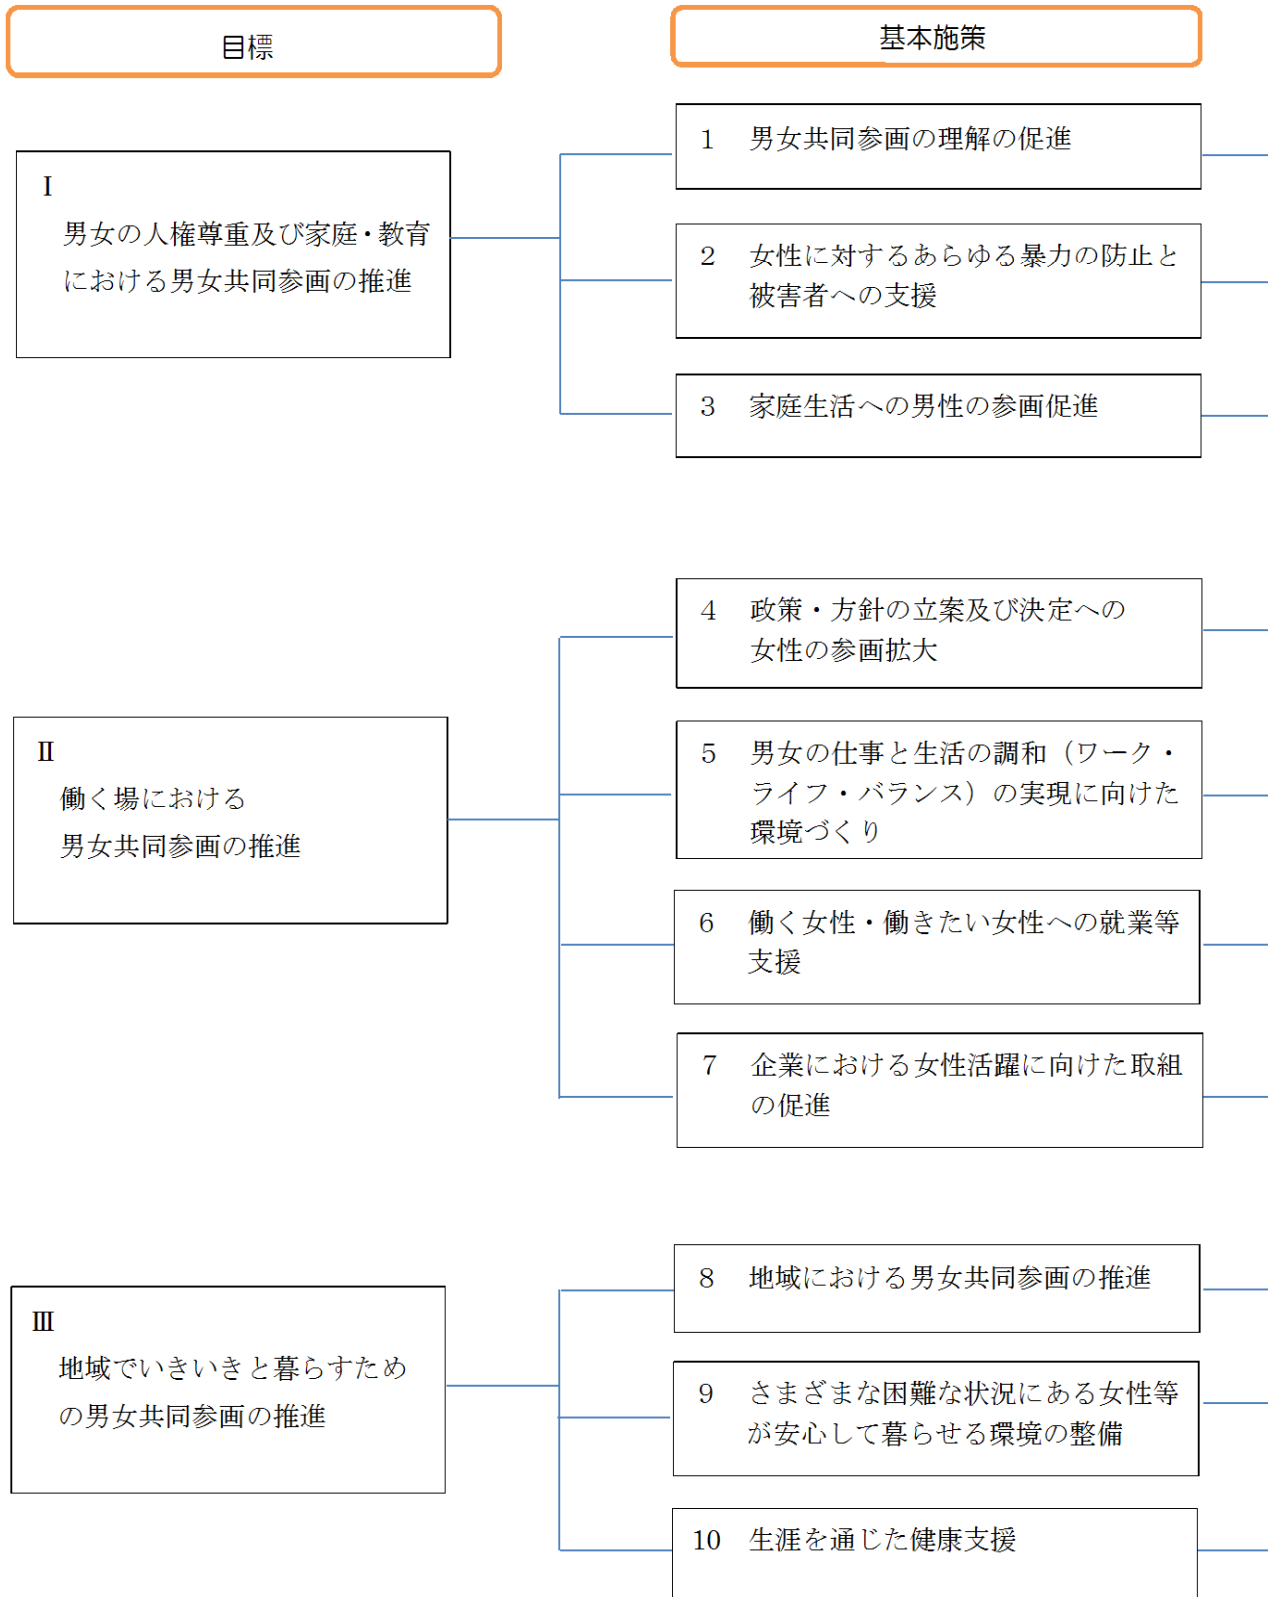 目標
基本施策
Ⅰ
男女の人権尊重及び家庭・教育
における男女共同参画の推進
1 男女共同参画の理解の促進
2 女性に対するあらゆる暴力の防止と
被害者への支援
3 家庭生活への男性の参画促進
Ⅱ
働く場における
男女共同参画の推進
4 政策・方針の立案及び決定への
女性の参画拡大
5 男女の仕事と生活の調和（ワーク・
ライフ・バランス）の実現に向けた
環境づくり
6 働く女性・働きたい女性への就業等
支援
7 企業における女性活躍に向けた取組
の促進
Ⅲ
地域でいきいきと暮らすため
の男女共同参画の推進
8 地域における男女共同参画の推進
9 さまざまな困難な状況にある女性等
が安心して暮らせる環境の整備
10 生涯を通じた健康支援